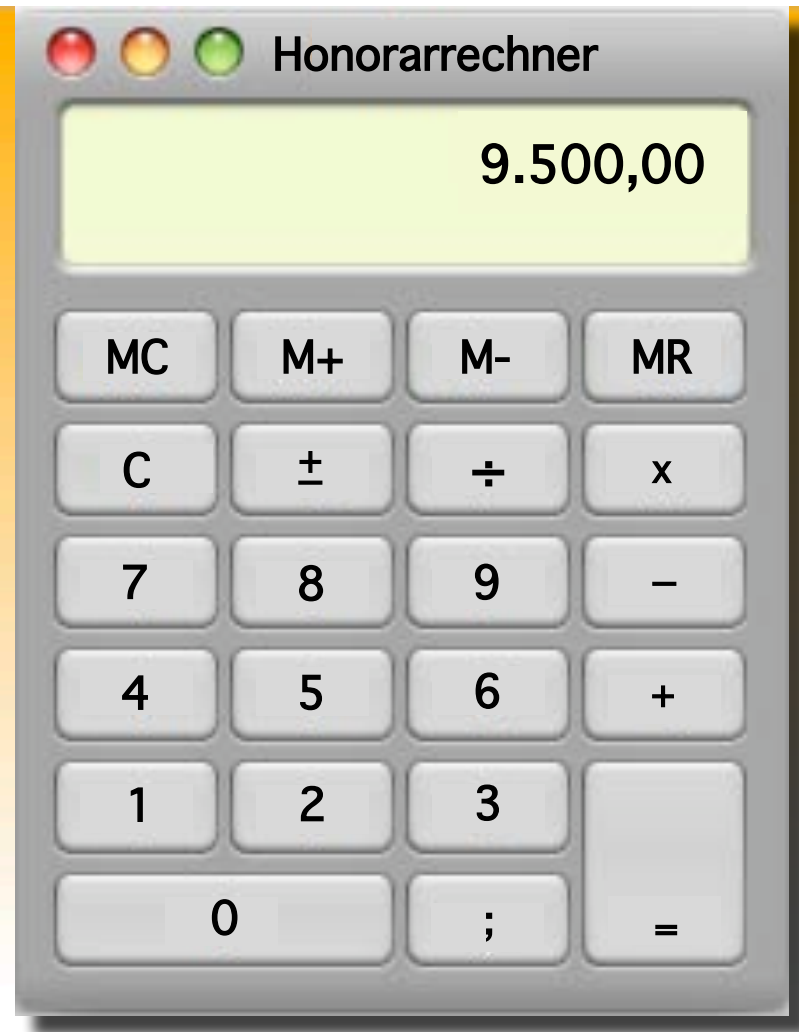 Honorarrechner
9.500,00
MC M+ M- MR
C ± ÷ x
7 8 9 –
4 5 6 +
1 2 3
0 ; =